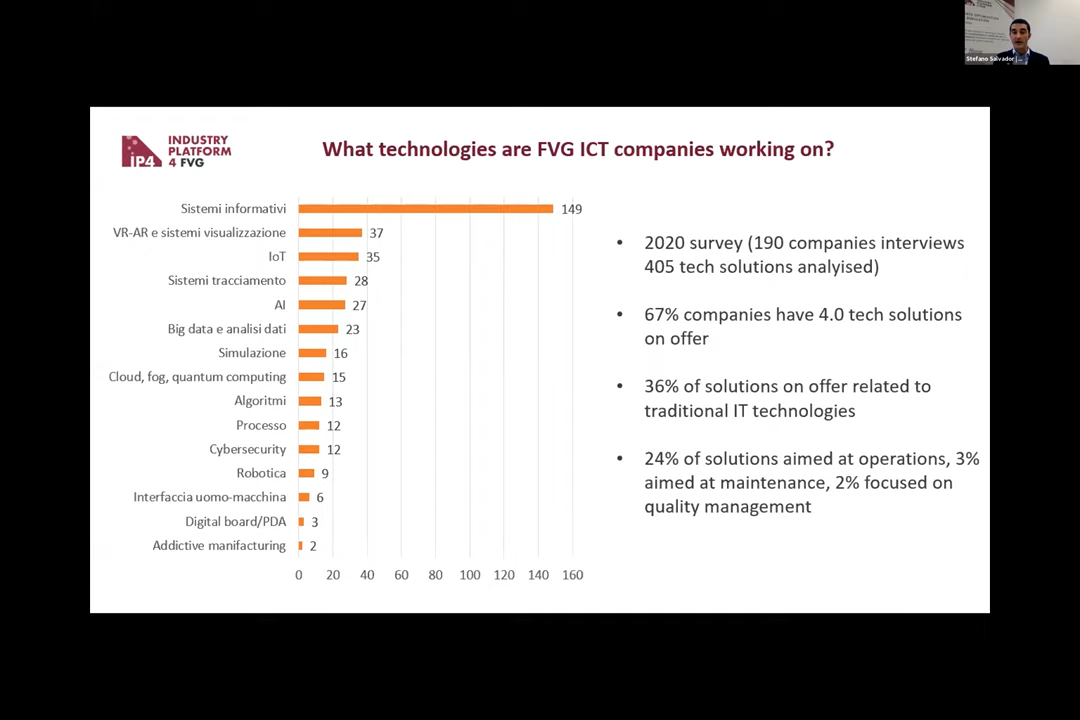 Stefano Salvador
INDUSTRY
PLATFORM
4 FVG
iP4
What technologies are FVG ICT companies working on?
Sistemi informativi 149
VR-AR e sistemi visualizzazione 37
IoT 35
Sistemi tracciamento 28
AI 27
Big data e analisi dati 23
Simulazione 16
Cloud, fog, quantum computing 15
Algoritmi 13
Processo 12
Cybersecurity 12
Robotica 9
Interfaccia uomo-macchina 6
Digital board/PDA 3
Addictive manifacturing 2
0 20 40 60 80 100 120 140 160
• 2020 survey (190 companies interviews
405 tech solutions analyised)
• 67% companies have 4.0 tech solutions
on offer
• 36% of solutions on offer related to
traditional IT technologies
• 24% of solutions aimed at operations, 3%
aimed at maintenance, 2% focused on
quality management